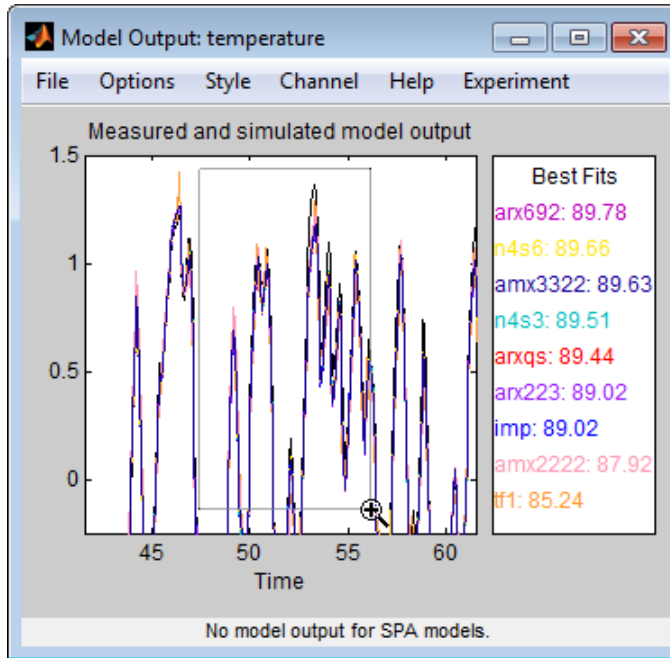 Model Output: temperature
File Options Style Channel Help Experiment
Measured and simulated model output
1.5
1
0.5
0
45 50 55 60
Time
Best Fits
arx692: 89.78
n4s6: 89.66
amx3322: 89.63
n4s3: 89.51
arxqs: 89.44
arx223: 89.02
imp: 89.02
amx2222: 87.92
tf1: 85.24
No model output for SPA models.